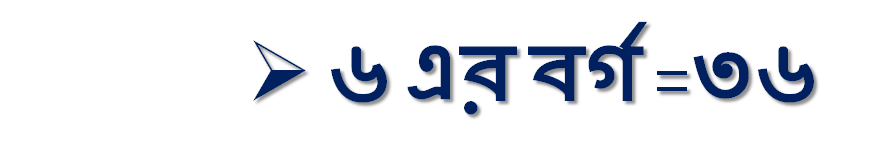 ➢ ৬ এর বর্গ =৩৬